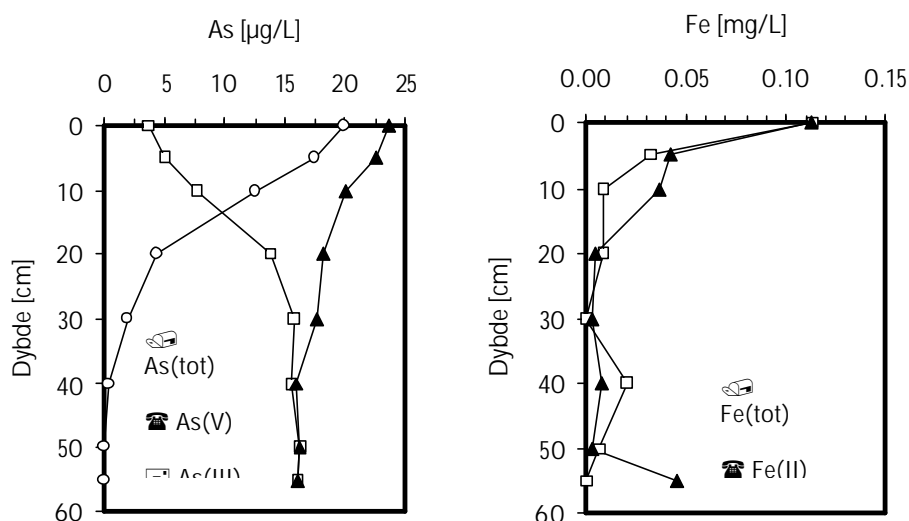 As [µg/L]
0 5 10 15 20 25
0
10
20
30
40
50
60
Dybde [cm]
As(tot)
As(V)
As(III)
Fe [mg/L]
0.00 0.05 0.10 0.15
0
10
20
30
40
50
60
Dybde [cm]
Fe(tot)
Fe(II)